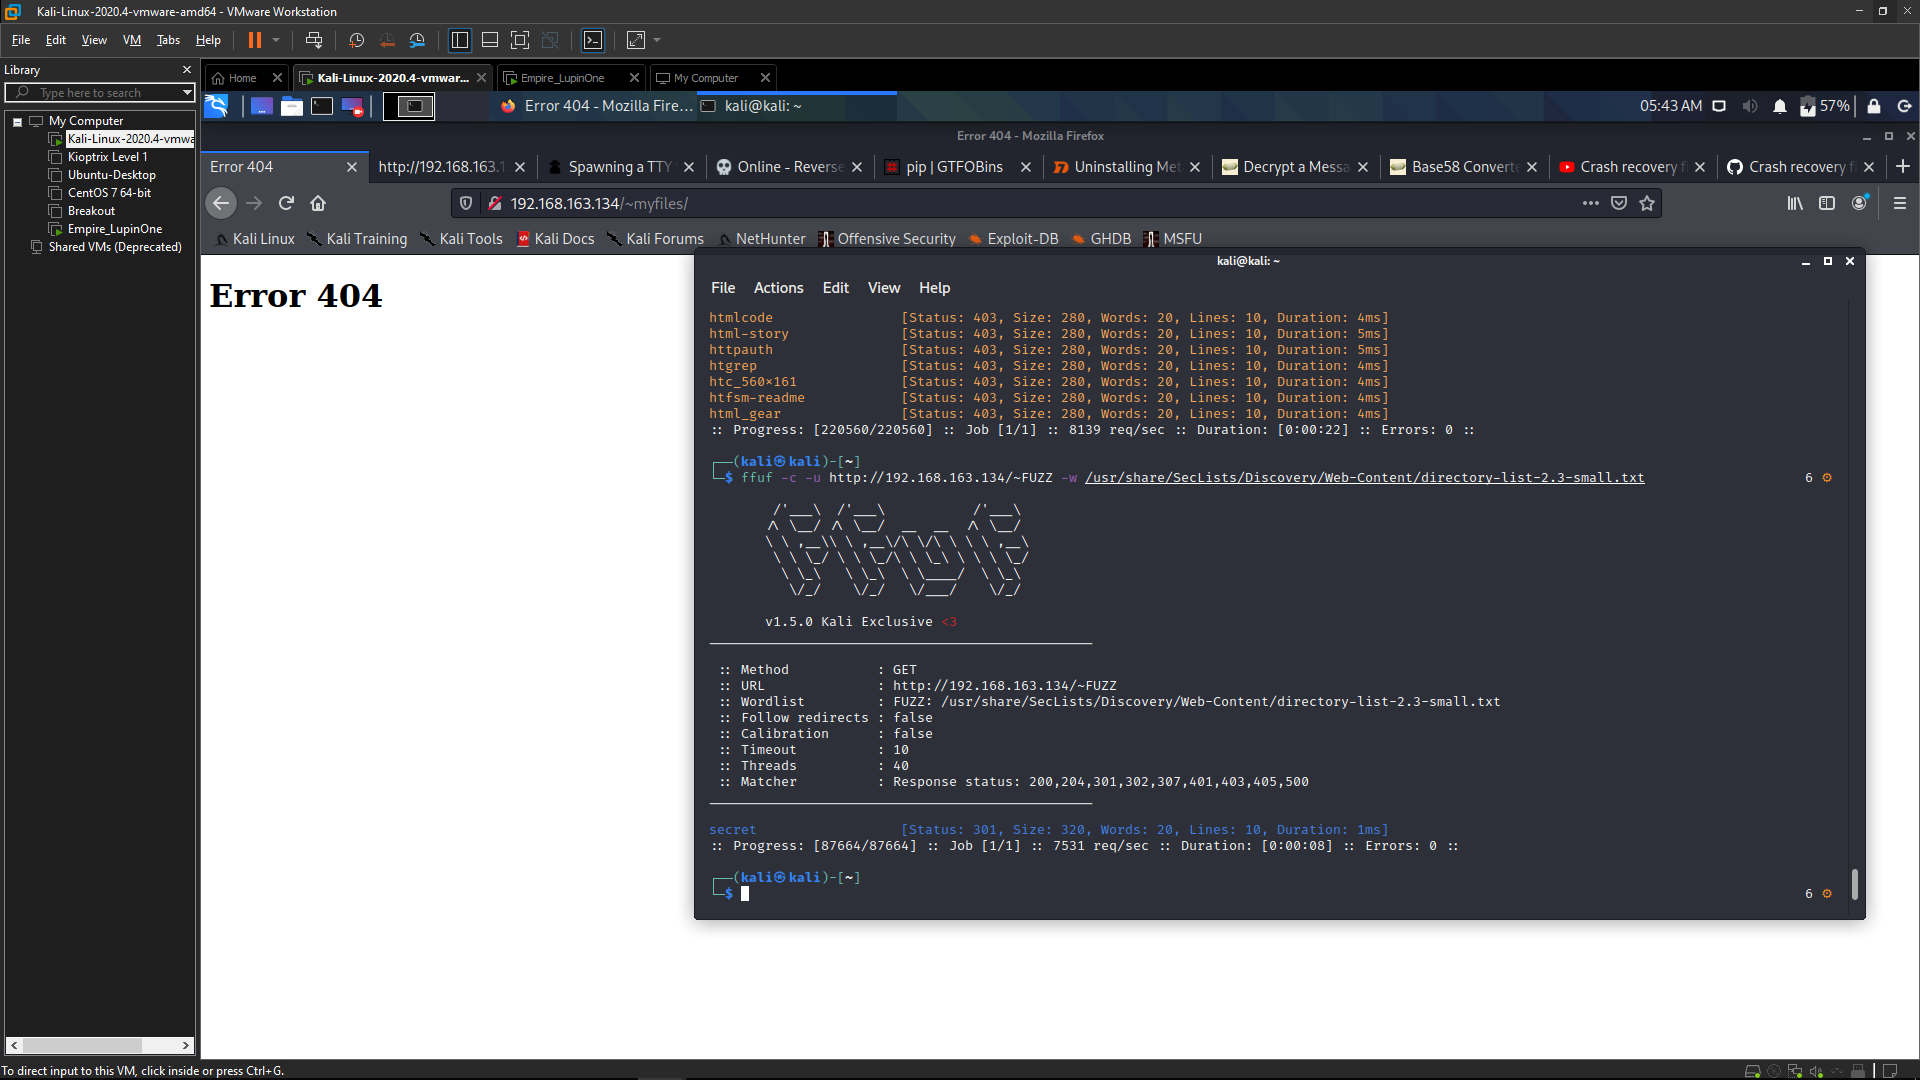 Kali-Linux-2020.4-vmware-amd64 - VMware Workstation
File Edit View VM Tabs Help
Library
Type here to search
My Computer
Kali-Linux-2020.4-vmwa
Kioptrix Level 1
Ubuntu-Desktop
CentOS 7 64-bit
Breakout
Empire_LupinOne
Shared VMs (Deprecated)
Home Kali-Linux-2020.4-vmwar... Empire_LupinOne My Computer
Error 404 - Mozilla Fire... kali@kali: ~ 05:43 AM 57%
Error 404 - Mozilla Firefox
Error 404 http://192.168.163.1 Spawning a TTY Online - Reverse pip | GTFOBins Uninstalling Met Decrypt a Messa Base58 Converte Crash recovery f Crash recovery f
192.168.163.134/~myfiles/
Kali Linux Kali Training Kali Tools Kali Docs Kali Forums NetHunter Offensive Security Exploit-DB GHDB MSFU
Error 404
kali@kali: ~
File Actions Edit View Help
htmlcode [Status: 403, Size: 280, Words: 20, Lines: 10, Duration: 4ms]
html-story [Status: 403, Size: 280, Words: 20, Lines: 10, Duration: 5ms]
httpauth [Status: 403, Size: 280, Words: 20, Lines: 10, Duration: 5ms]
htgrep [Status: 403, Size: 280, Words: 20, Lines: 10, Duration: 4ms]
htc_560×161 [Status: 403, Size: 280, Words: 20, Lines: 10, Duration: 4ms]
htfsm-readme [Status: 403, Size: 280, Words: 20, Lines: 10, Duration: 4ms]
html_gear [Status: 403, Size: 280, Words: 20, Lines: 10, Duration: 4ms]
:: Progress: [220560/220560] :: Job [1/1] :: 8139 req/sec :: Duration: [0:00:22] :: Errors: 0 ::
(kali㉿kali)-[~]
$ ffuf -c -u http://192.168.163.134/~FUZZ -w /usr/share/SecLists/Discovery/Web-Content/directory-list-2.3-small.txt 6
v1.5.0 Kali Exclusive <3
:: Method : GET
:: URL : http://192.168.163.134/~FUZZ
:: Wordlist : FUZZ: /usr/share/SecLists/Discovery/Web-Content/directory-list-2.3-small.txt
:: Follow redirects : false
:: Calibration : false
:: Timeout : 10
:: Threads : 40
:: Matcher : Response status: 200,204,301,302,307,401,403,405,500
secret [Status: 301, Size: 320, Words: 20, Lines: 10, Duration: 1ms]
:: Progress: [87664/87664] :: Job [1/1] :: 7531 req/sec :: Duration: [0:00:08] :: Errors: 0 ::
(kali㉿kali)-[~]
$ 6
To direct input to this VM, click inside or press Ctrl+G.